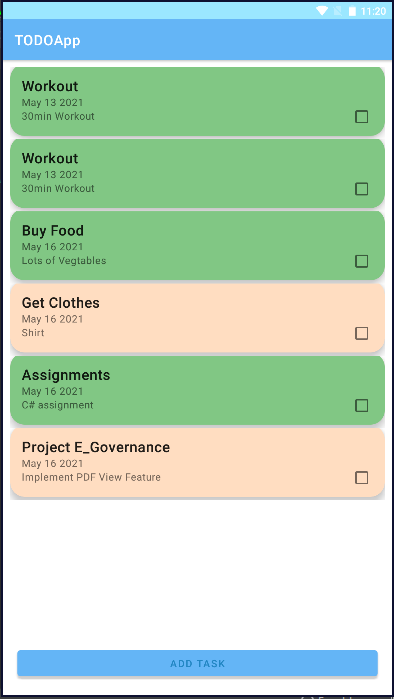 11:20
TODOApp
Workout
May 13 2021
30min Workout
Workout
May 13 2021
30min Workout
Buy Food
May 16 2021
Lots of Vegtables
Get Clothes
May 16 2021
Shirt
Assignments
May 16 2021
C# assignment
Project E_Governance
May 16 2021
Implement PDF View Feature
ADD TASK